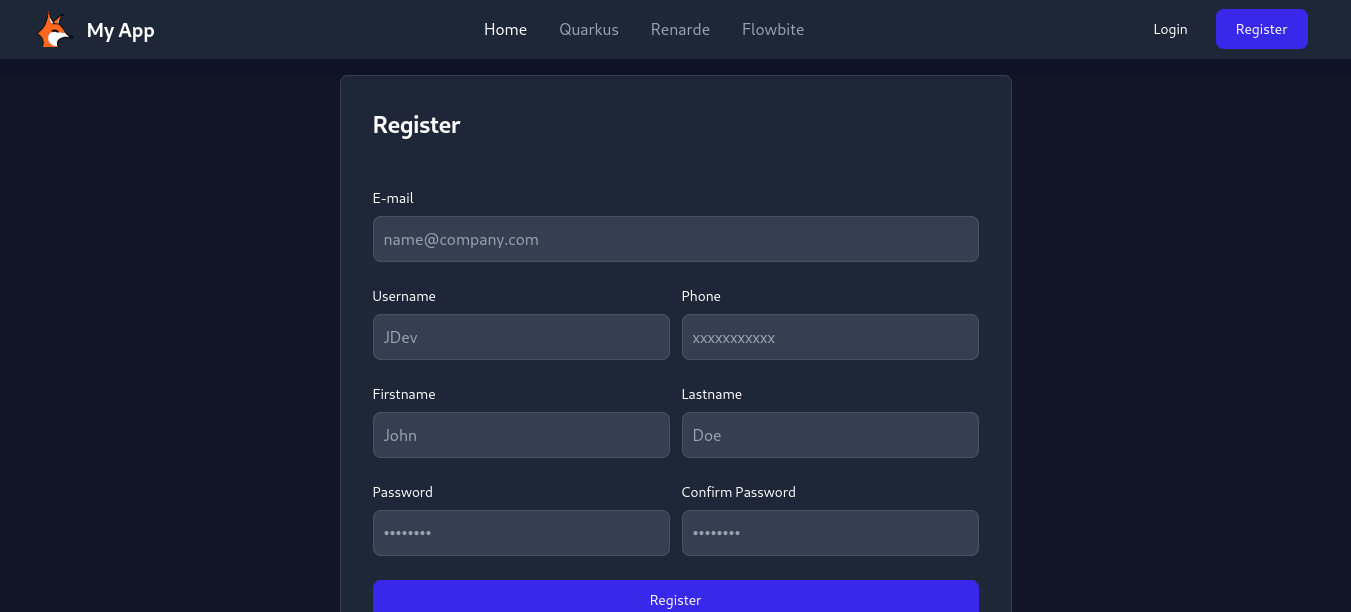 My App Home Quarkus Renarde Flowbite Login Register
Register
E-mail
name@company.com
Username Phone
JDev xxxxxxxxxxx
Firstname Lastname
John Doe
Password Confirm Password
•••••••• ••••••••
Register